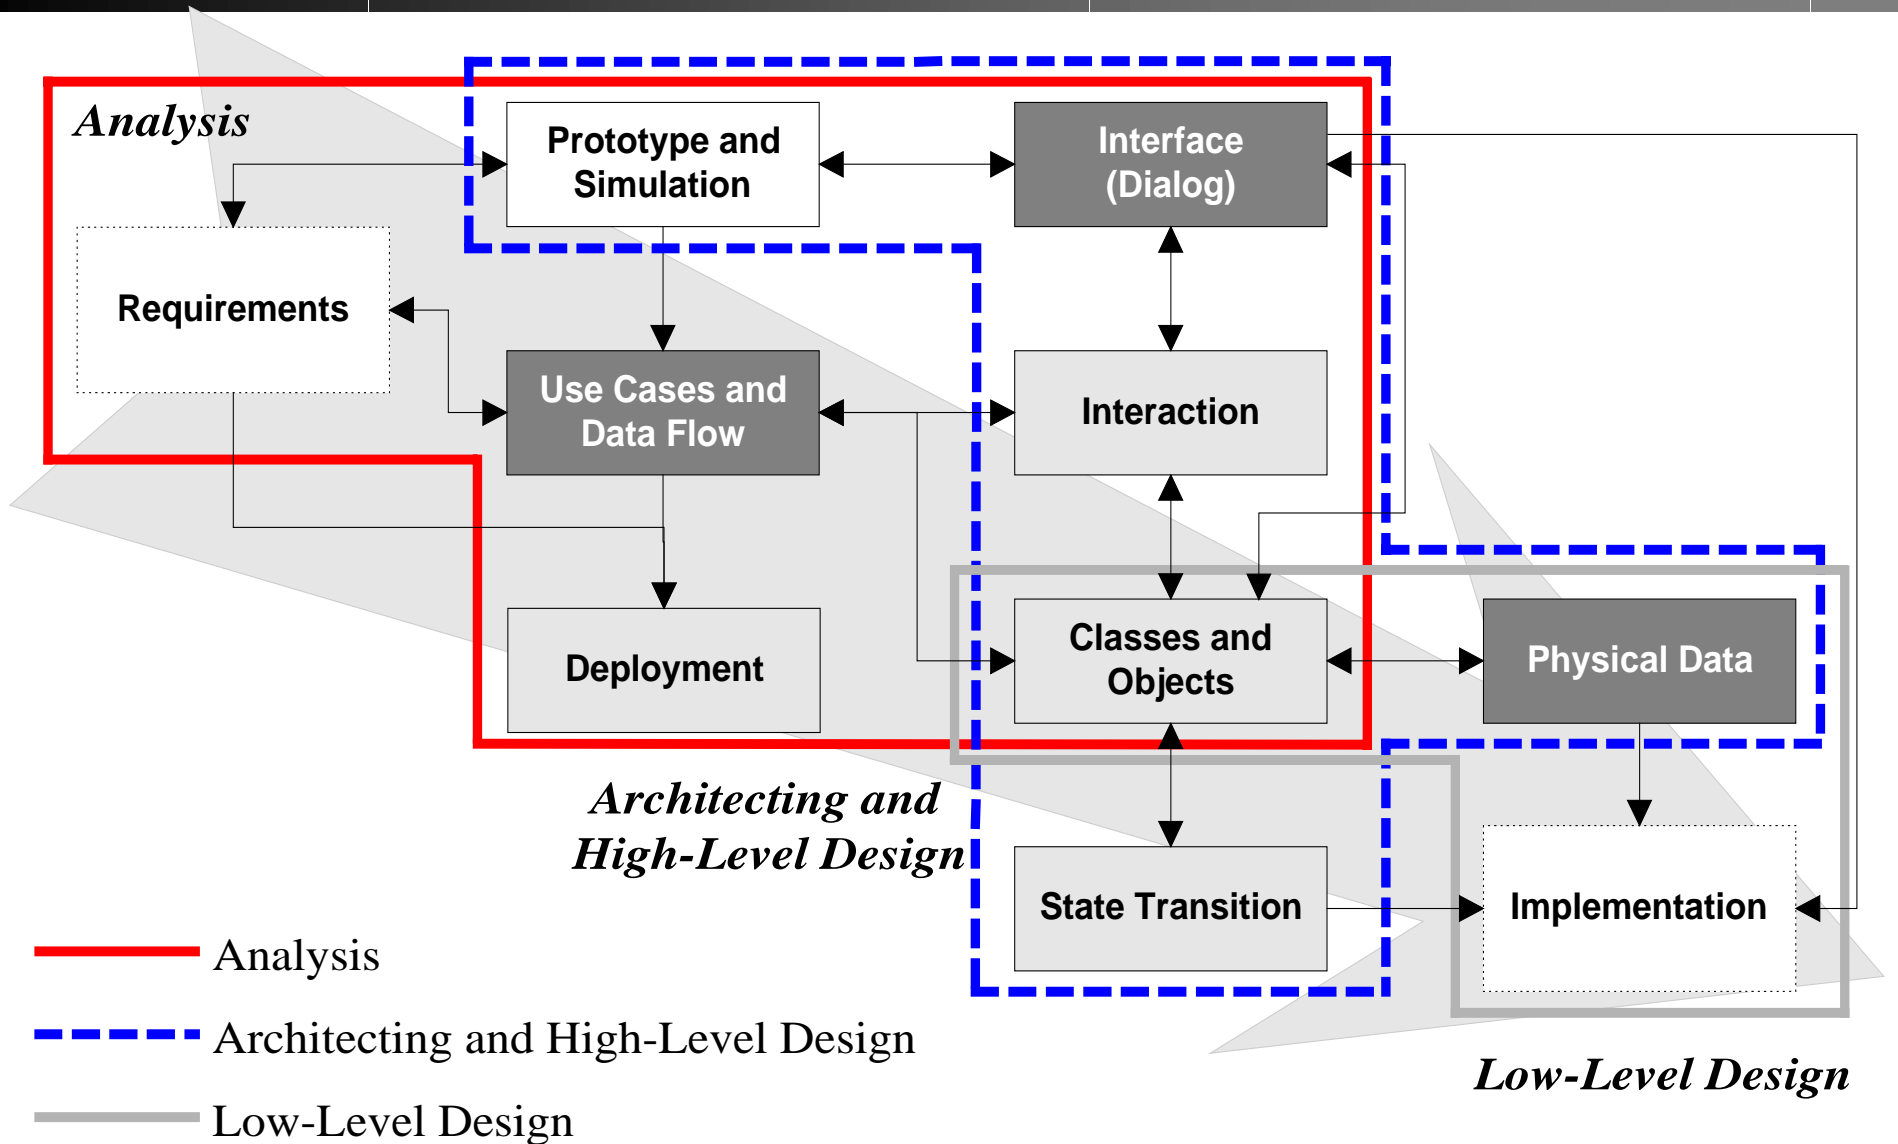 Analysis
Prototype and
Simulation
Interface
(Dialog)
Requirements
Use Cases and
Data Flow
Interaction
Deployment
Classes and
Objects
Physical Data
Architecting and
High-Level Design
State Transition
Implementation
Analysis
Architecting and High-Level Design
Low-Level Design
Low-Level Design